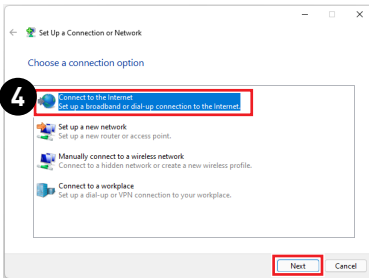 Set Up a Connection or Network
Choose a connection option
4
Connect to the Internet
Set up a broadband or dial-up connection to the Internet.
Set up a new network
Set up a new router or access point.
Manually connect to a wireless network
Connect to a hidden network or create a new wireless profile.
Connect to a workplace
Set up a dial-up or VPN connection to your workplace.
Next Cancel